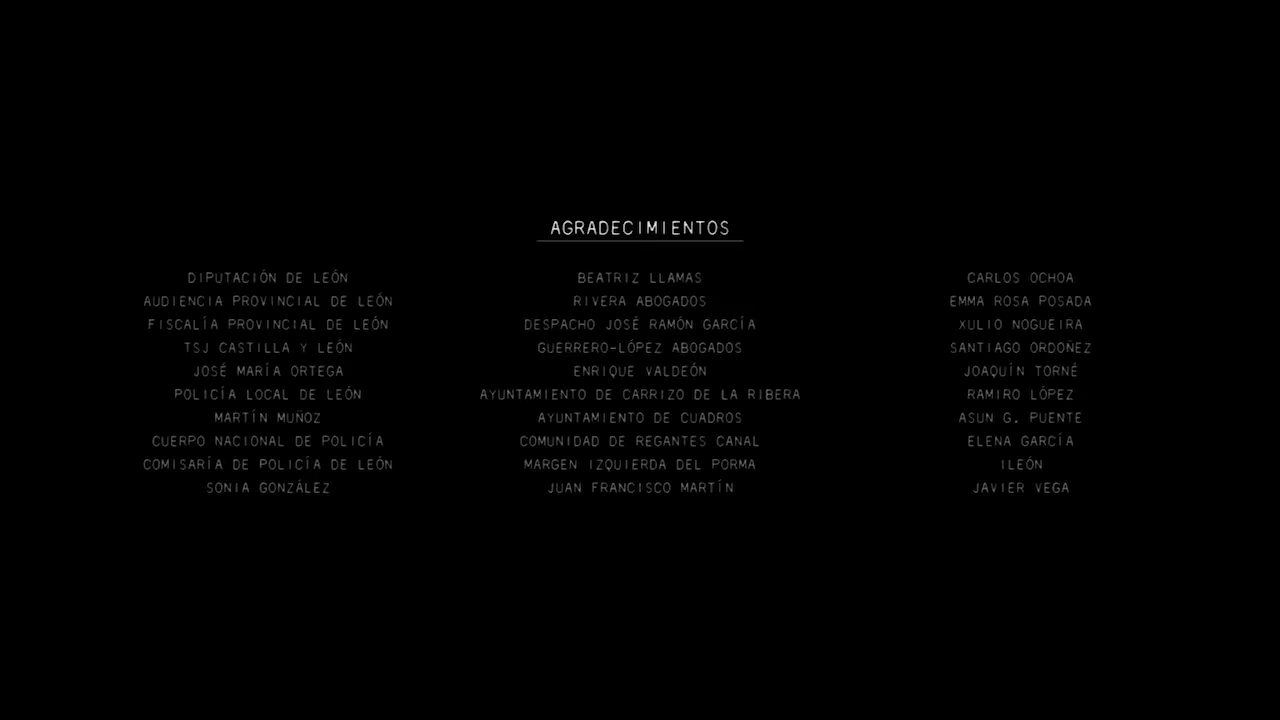 AGRADECIMIENTOS
DIPUTACIÓN DE LEÓN
AUDIENCIA PROVINCIAL DE LEÓN
FISCALÍA PROVINCIAL DE LEÓN
TSJ CASTILLA Y LEÓN
JOSÉ MARÍA ORTEGA
POLICÍA LOCAL DE LEÓN
MARTÍN MUÑOZ
CUERPO NACIONAL DE POLICÍA
COMISARÍA DE POLICÍA DE LEÓN
SONIA GONZÁLEZ
BEATRIZ LLAMAS
RIVERA ABOGADOS
DESPACHO JOSÉ RAMÓN GARCÍA
GUERRERO-LÓPEZ ABOGADOS
ENRIQUE VALDEÓN
AYUNTAMIENTO DE CARRIZO DE LA RIBERA
AYUNTAMIENTO DE CUADROS
COMUNIDAD DE REGANTES CANAL
MARGEN IZQUIERDA DEL PORMA
JUAN FRANCISCO MARTÍN
CARLOS OCHOA
EMMA ROSA POSADA
XULIO NOGUEIRA
SANTIAGO ORDOÑEZ
JOAQUÍN TORNÉ
RAMIRO LÓPEZ
ASUN G. PUENTE
ELENA GARCÍA
ILEÓN
JAVIER VEGA